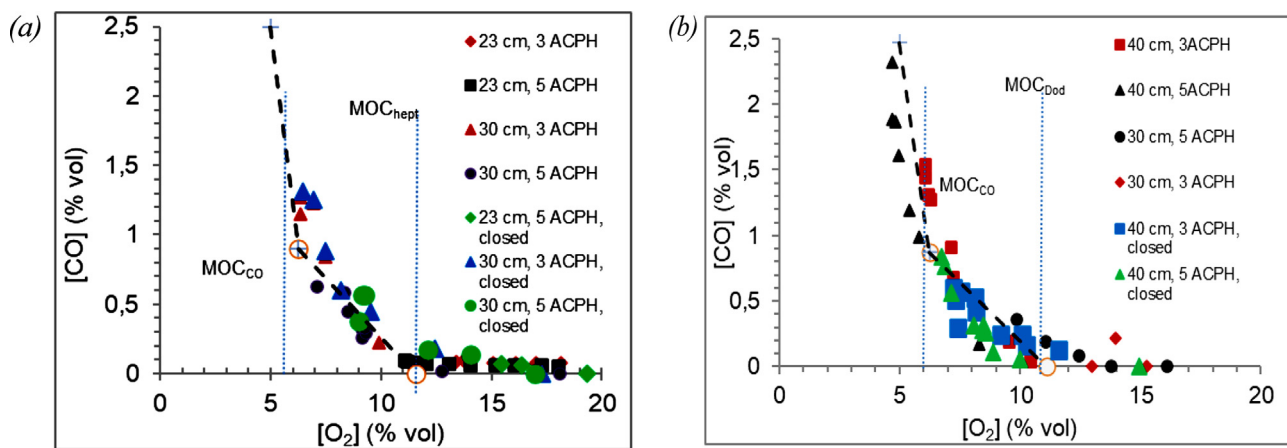 (a)
[CO] (% vol)
2,5
2
1,5
1
0,5
0
0
5
10
15
20
[O₂] (% vol)
MOCCO
MOChept
23 cm, 3 ACPH
23 cm, 5 ACPH
30 cm, 3 ACPH
30 cm, 5 ACPH
23 cm, 5 ACPH,
closed
30 cm, 3 ACPH,
closed
30 cm, 5 ACPH,
closed
(b)
[CO] (% vol)
2,5
2
1,5
1
0,5
0
0
5
10
15
20
[O₂] (% vol)
MOCDod
MOCCO
40 cm, 3ACPH
40 cm, 5ACPH
30 cm, 5 ACPH
30 cm, 3 ACPH
40 cm, 3 ACPH,
closed
40 cm, 5 ACPH,
closed